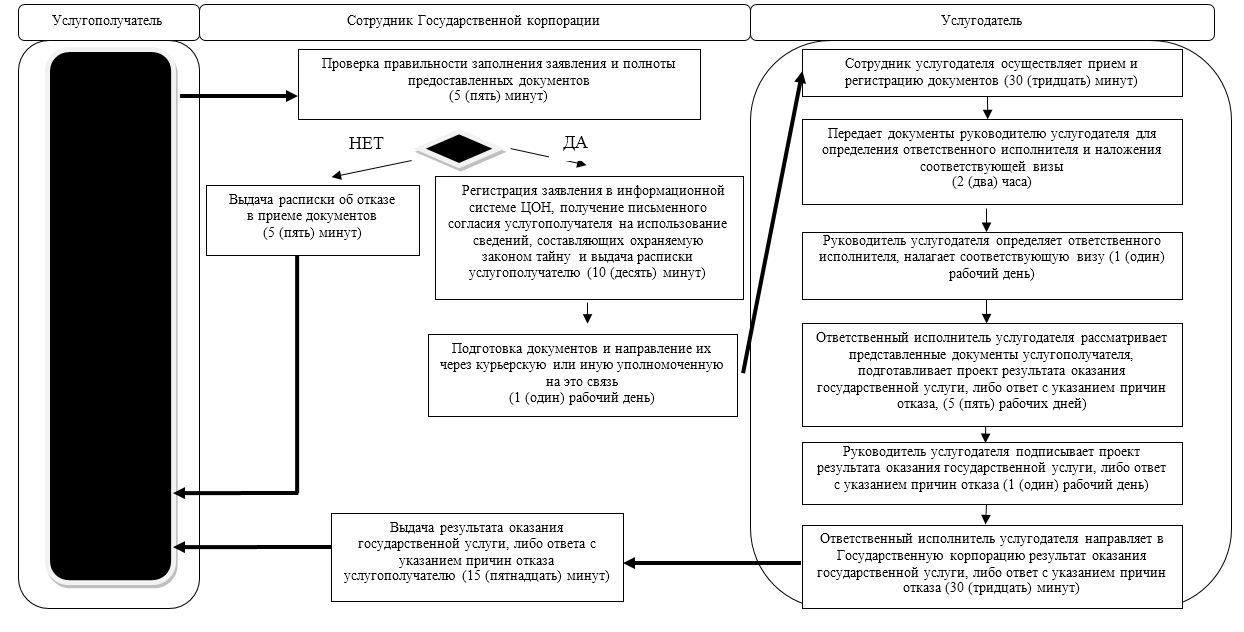 Услугополучатель
Сотрудник Государственной корпорации
Услугодатель
Проверка правильности заполнения заявления и полноты
предоставленных документов
(5 (пять) минут)
НЕТ
ДА
Выдача расписки об отказе
в приеме документов
(5 (пять) минут)
Регистрация заявления в информационной
системе ЦОН, получение письменного
согласия услугополучателя на использование
сведений, составляющих охраняемую
законом тайну и выдача расписки
услугополучателю (10 (десять) минут)
Подготовка документов и направление их
через курьерскую или иную уполномоченную
на это связь
(1 (один) рабочий день)
Сотрудник услугодателя осуществляет прием и
регистрацию документов (30 (тридцать) минут)
Передает документы руководителю услугодателя для
определения ответственного исполнителя и наложения
соответствующей визы
(2 (два) часа)
Руководитель услугодателя определяет ответственного
исполнителя, налагает соответствующую визу (1 (один)
рабочий день)
Ответственный исполнитель услугодателя рассматривает
представленные документы услугополучателя,
подготавливает проект результата оказания
государственной услуги, либо ответ с указанием причин
отказа, (5 (пять) рабочих дней)
Руководитель услугодателя подписывает проект
результата оказания государственной услуги, либо ответ
с указанием причин отказа (1 (один) рабочий день)
Ответственный исполнитель услугодателя направляет в
Государственную корпорацию результат оказания
государственной услуги, либо ответ с указанием причин
отказа (30 (тридцать) минут)
Выдача результата оказания
государственной услуги, либо ответа с
указанием причин отказа
услугополучателю (15 (пятнадцать) минут)